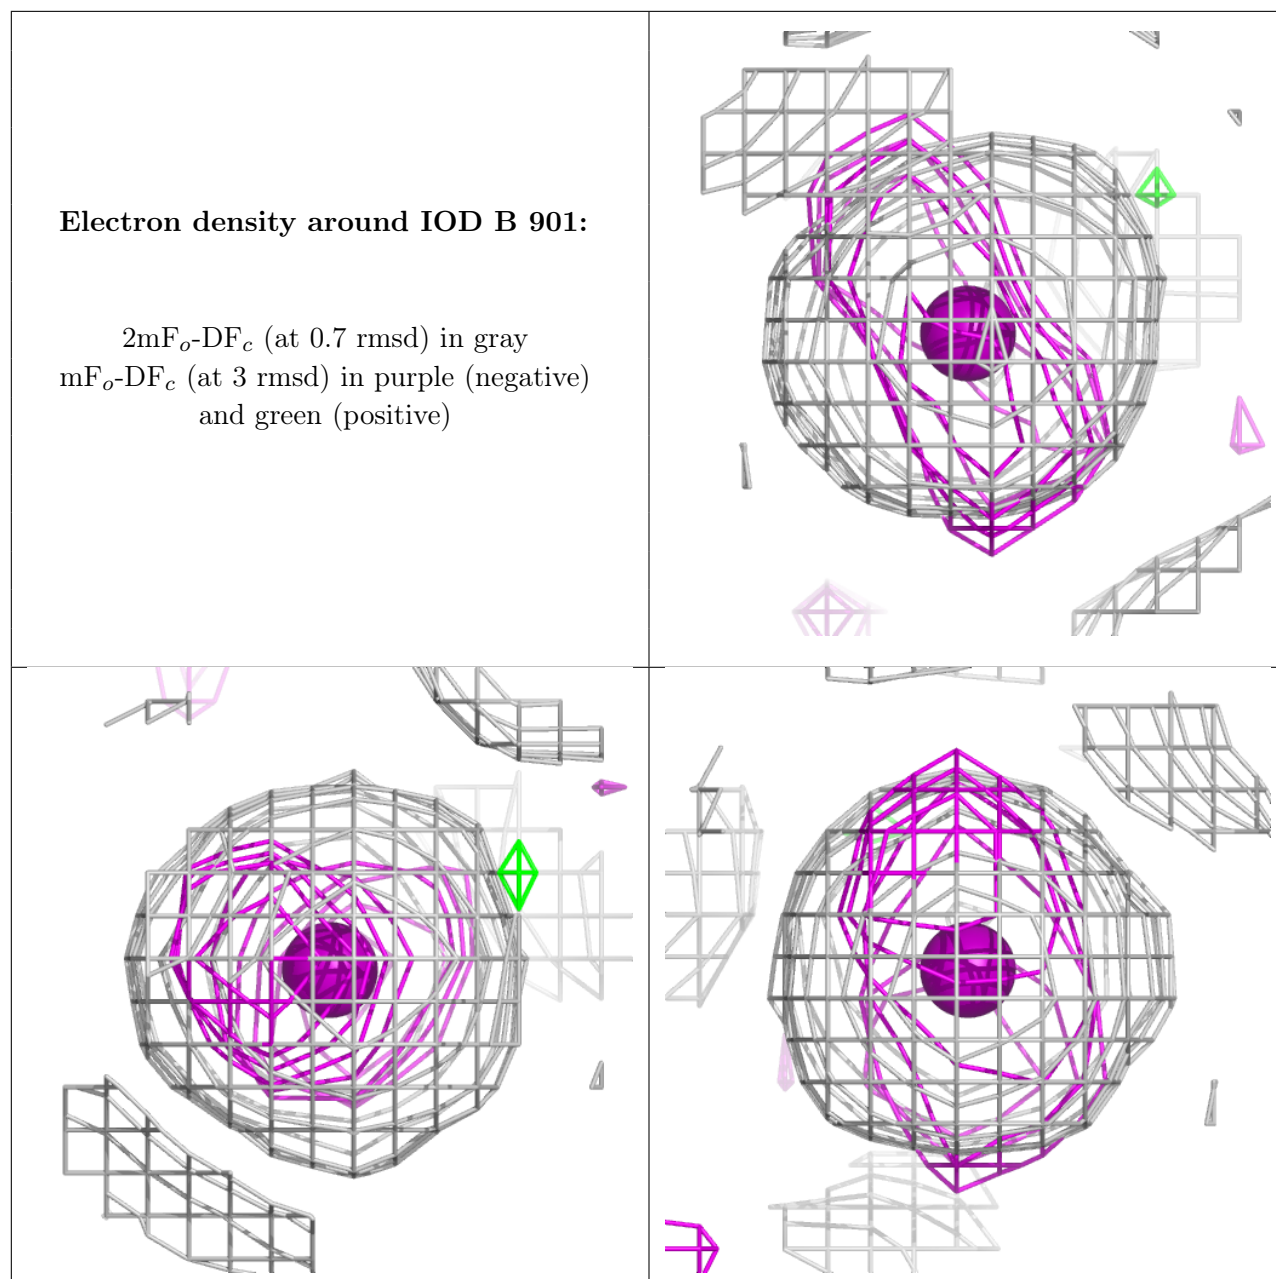 Electron density around IOD B 901:
2mFₒ-DF𝒸 (at 0.7 rmsd) in gray
mFₒ-DF𝒸 (at 3 rmsd) in purple (negative)
and green (positive)